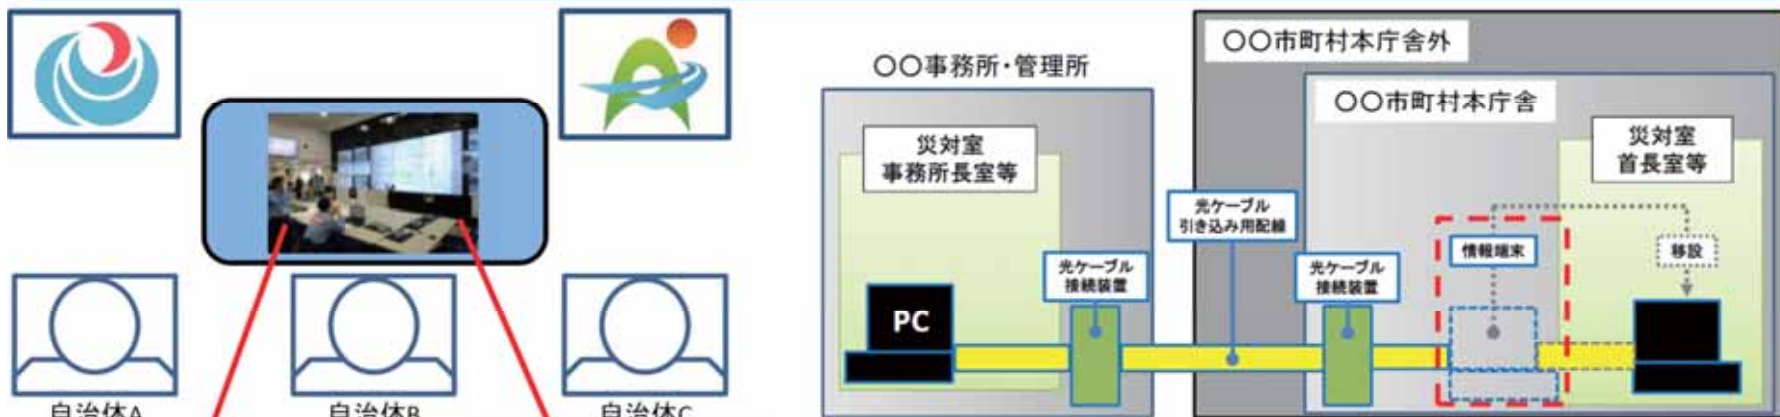 自治体A
自治体B
自治体C
〇〇事務所・管理所
災対室
事務所長室等
PC
光ケーブル
接続装置
光ケーブル
引き込み用配線
〇〇市町村本庁舎外
〇〇市町村本庁舎
光ケーブル
接続装置
情報端末
移設
災対室
首長室等